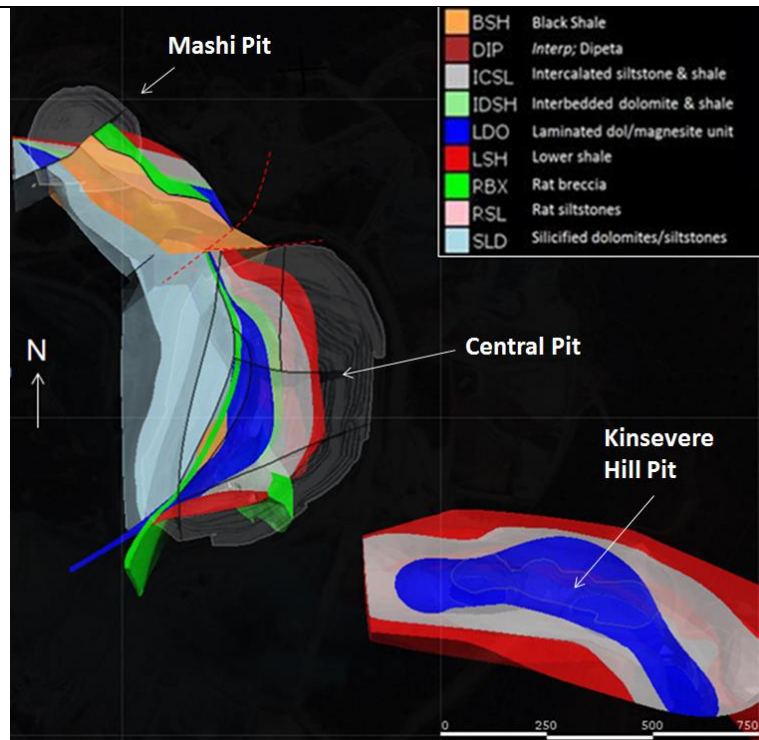 Mashi Pit
BSH Black Shale
DIP Interp; Dipeta
ICSL Intercalated siltstone & shale
IDSH Interbedded dolomite & shale
LDO Laminated dol/magnesite unit
LSH Lower shale
RBX Rat breccia
RSL Rat siltstones
SLD Silicified dolomites/siltstones
N
Central Pit
Kinsevere
Hill Pit
0 250 500 750